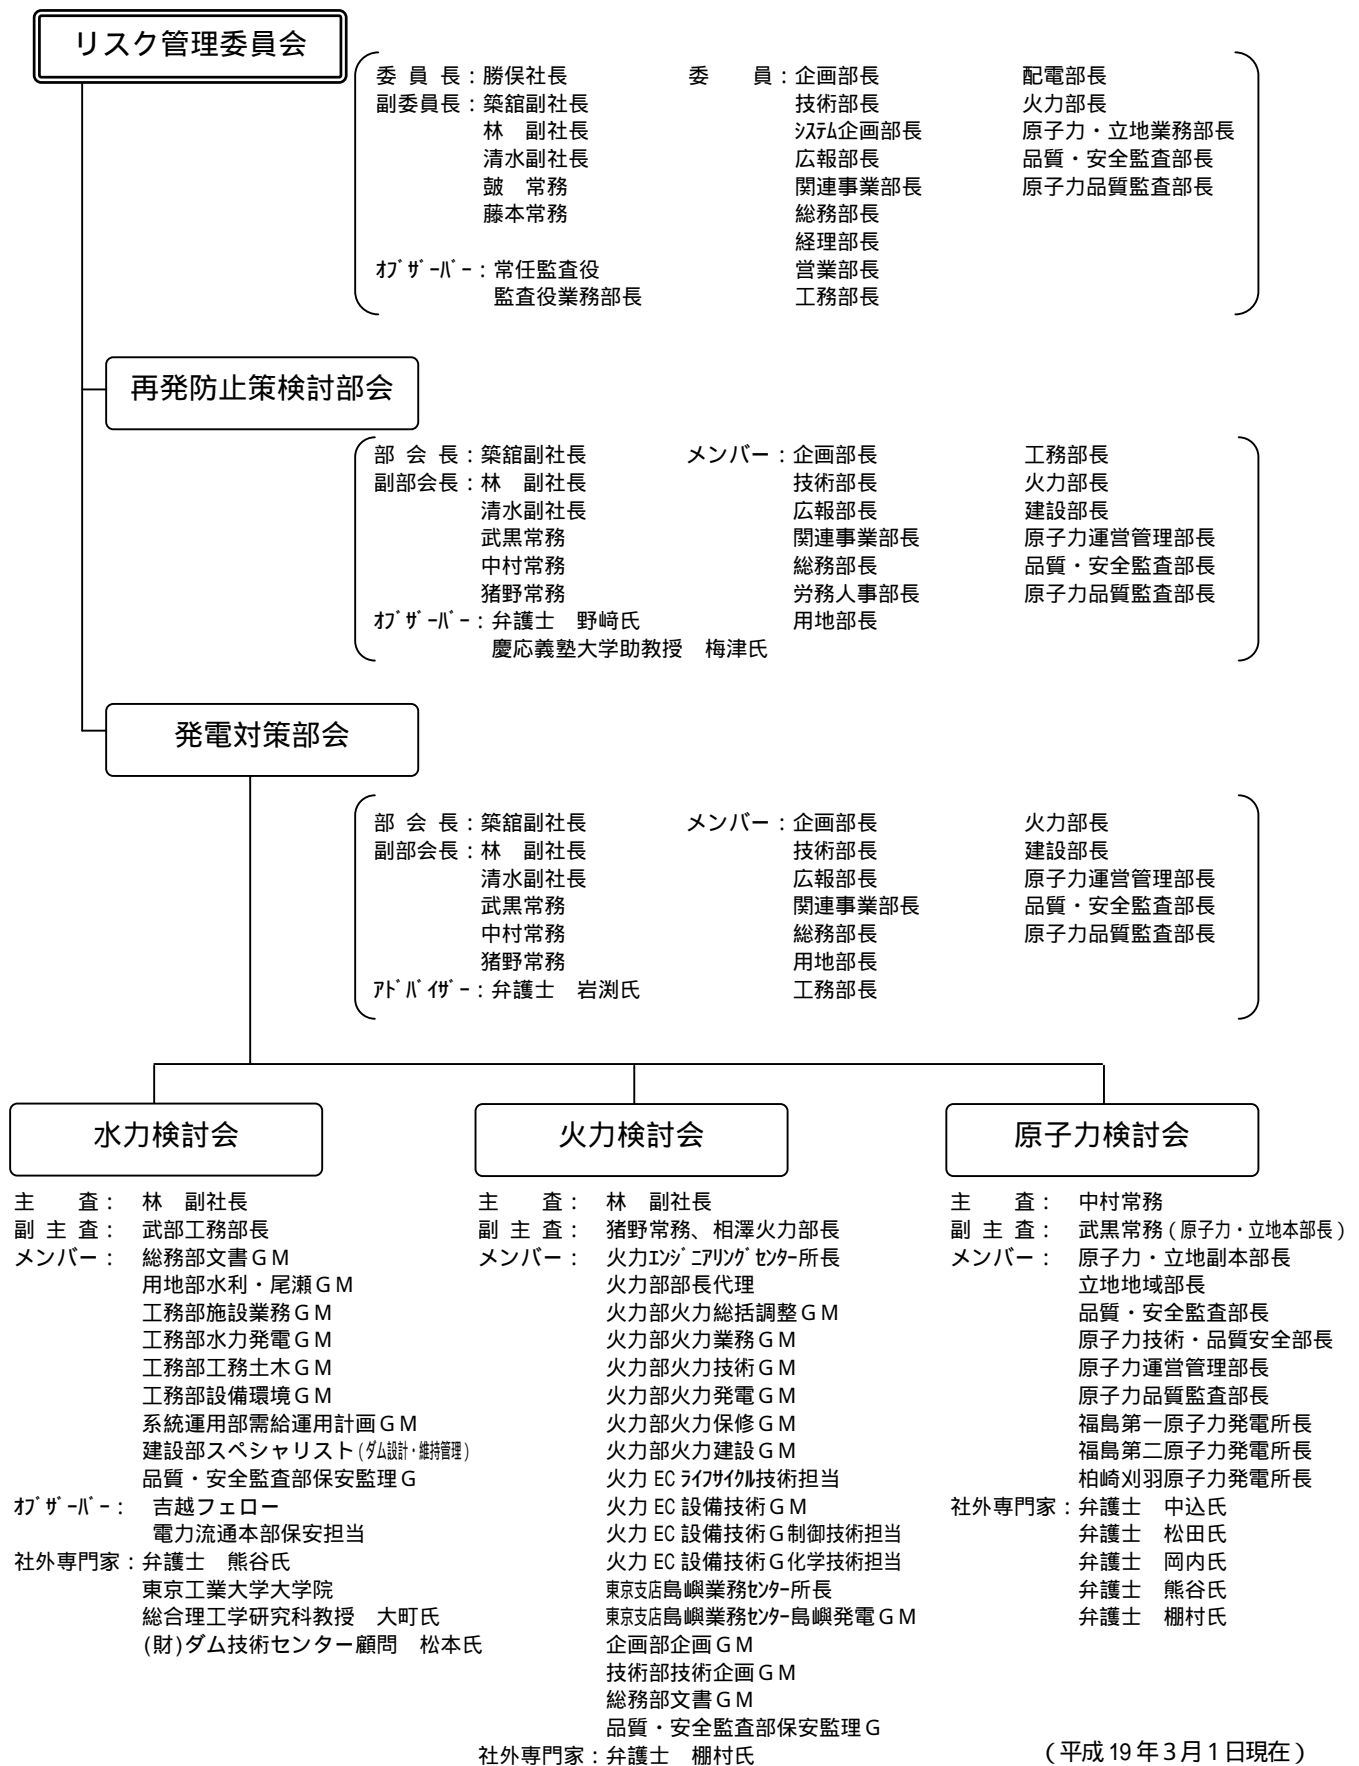 リスク管理委員会
委 員 長：勝俣社長　委　員：企画部長　配電部長
副委員長：築舘副社長　技術部長　火力部長
林　副社長　ｼｽﾃﾑ企画部長　原子力・立地業務部長
清水副社長　広報部長　品質・安全監査部長
皷　常務　関連事業部長　原子力品質監査部長
藤本常務　総務部長
経理部長
ｵﾌﾞｻﾞｰﾊﾞｰ：常任監査役　営業部長
監査役業務部長　工務部長
再発防止策検討部会
部 会 長：築舘副社長　メンバー：企画部長　工務部長
副部会長：林　副社長　技術部長　火力部長
清水副社長　広報部長　建設部長
武黒常務　関連事業部長　原子力運営管理部長
中村常務　総務部長　品質・安全監査部長
猪野常務　労務人事部長　原子力品質監査部長
ｵﾌﾞｻﾞｰﾊﾞｰ：弁護士　野﨑氏　用地部長
慶応義塾大学助教授　梅津氏
発電対策部会
部 会 長：築舘副社長　メンバー：企画部長　火力部長
副部会長：林　副社長　技術部長　建設部長
清水副社長　広報部長　原子力運営管理部長
武黒常務　関連事業部長　品質・安全監査部長
中村常務　総務部長　原子力品質監査部長
猪野常務　用地部長
ｱﾄﾞﾊﾞｲｻﾞｰ：弁護士　岩渕氏　工務部長
水力検討会
主　査：　林　副社長
副 主 査：　武部工務部長
メンバー：　総務部文書ＧＭ
用地部水利・尾瀬ＧＭ
工務部施設業務ＧＭ
工務部水力発電ＧＭ
工務部工務土木ＧＭ
工務部設備環境ＧＭ
系統運用部需給運用計画ＧＭ
建設部スペシャリスト(ﾀﾞﾑ設計・維持管理)
品質・安全監査部保安監理Ｇ
ｵﾌﾞｻﾞｰﾊﾞｰ：　吉越フェロー
電力流通本部保安担当
社外専門家：弁護士　熊谷氏
東京工業大学大学院
総合理工学研究科教授　大町氏
(財)ダム技術センター顧問　松本氏
火力検討会
主　査：　林　副社長
副 主 査：　猪野常務、相澤火力部長
メンバー：　火力ｴﾝｼﾞﾆｱﾘﾝｸﾞｾﾝﾀｰ所長
火力部部長代理
火力部火力総括調整ＧＭ
火力部火力業務ＧＭ
火力部火力技術ＧＭ
火力部火力発電ＧＭ
火力部火力保修ＧＭ
火力部火力建設ＧＭ
火力 EC ﾗｲﾌｻｲｸﾙ技術担当
火力 EC 設備技術ＧＭ
火力 EC 設備技術Ｇ制御技術担当
火力 EC 設備技術Ｇ化学技術担当
東京支店島嶼業務ｾﾝﾀｰ所長
東京支店島嶼業務ｾﾝﾀｰ島嶼発電ＧＭ
企画部企画ＧＭ
技術部技術企画ＧＭ
総務部文書ＧＭ
品質・安全監査部保安監理Ｇ
社外専門家：弁護士　棚村氏
原子力検討会
主　査：　中村常務
副 主 査：　武黒常務（原子力・立地本部長）
メンバー：　原子力・立地副本部長
立地地域部長
品質・安全監査部長
原子力技術・品質安全部長
原子力運営管理部長
原子力品質監査部長
福島第一原子力発電所長
福島第二原子力発電所長
柏崎刈羽原子力発電所長
社外専門家：弁護士　中込氏
弁護士　松田氏
弁護士　岡内氏
弁護士　熊谷氏
弁護士　棚村氏
（平成 19 年３月１日現在）